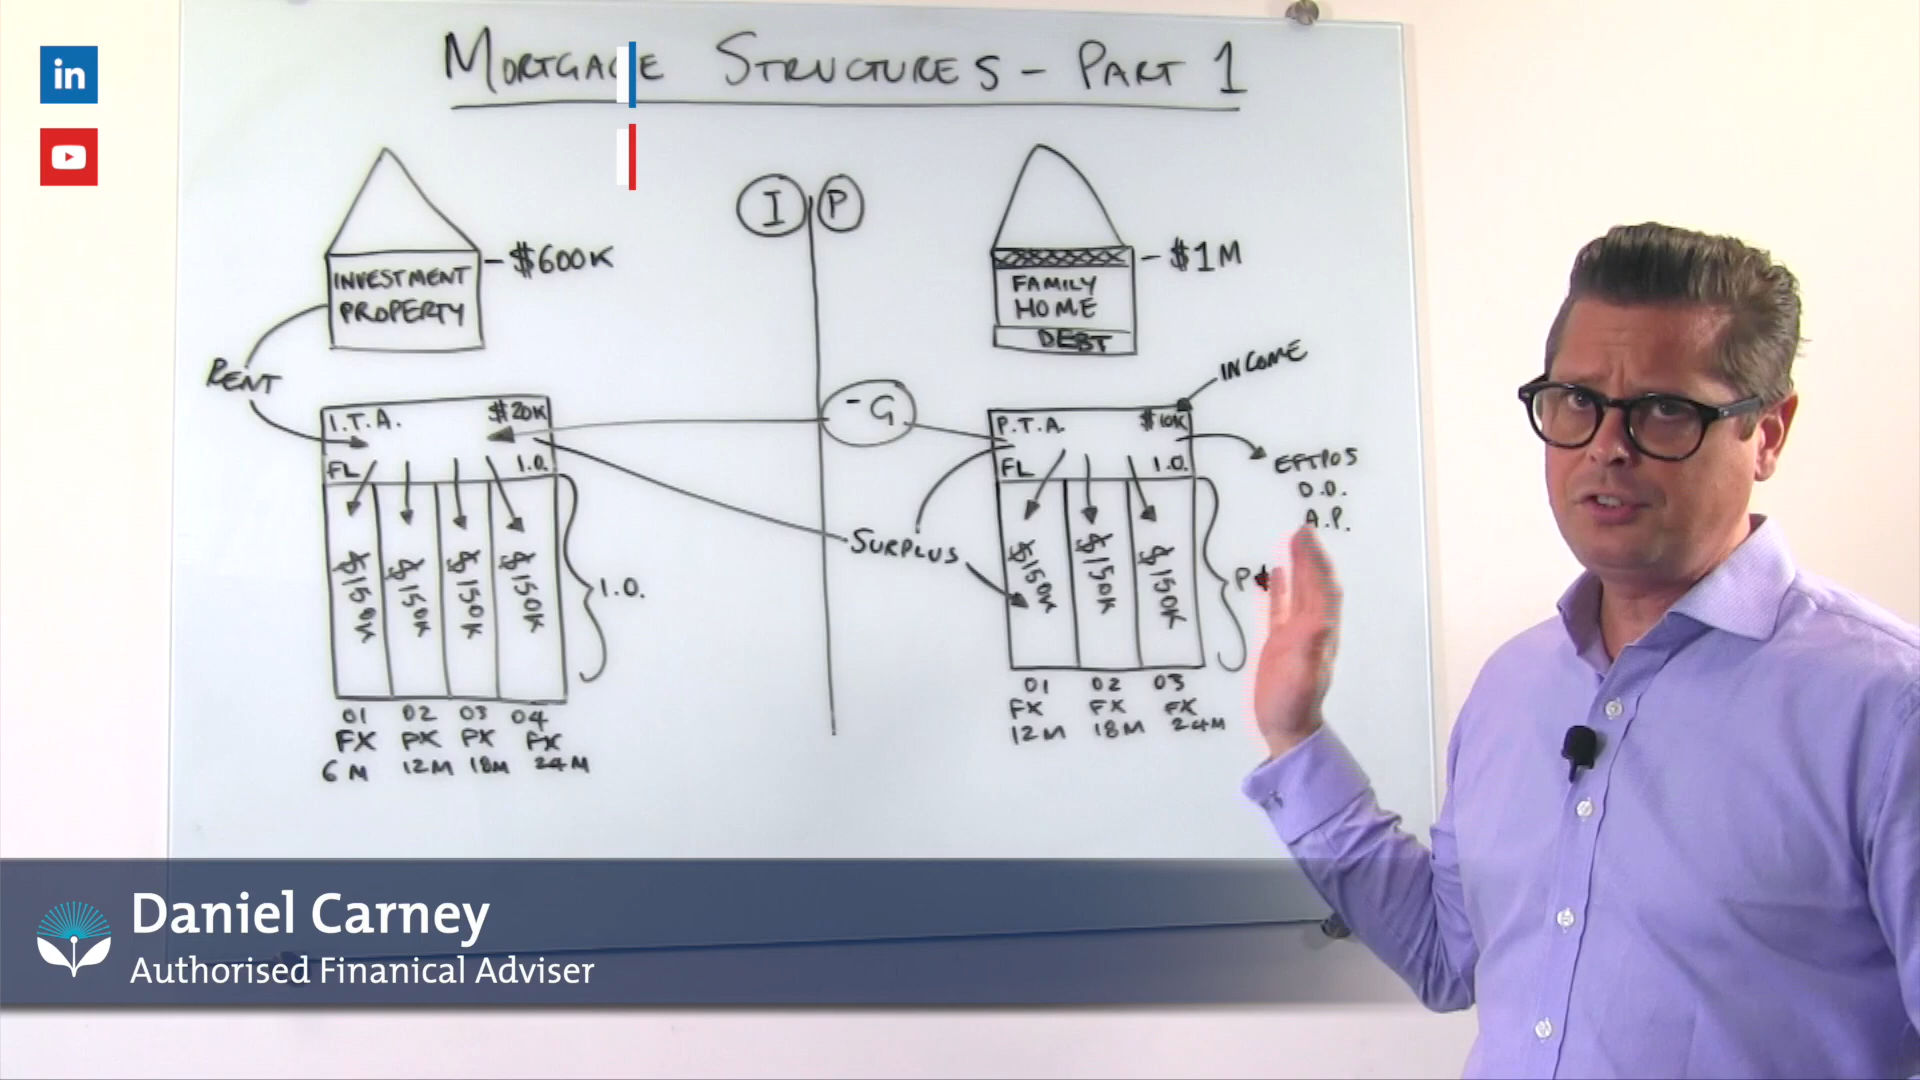 in
MORTGAGE STRUCTURES - PART 1
I P
- $600K
INVESTMENT
PROPERTY
RENT
I.T.A. $20K
FL I.O.
$150K $150K $150K $150K
I.O.
01 02 03 04
FX FX FX FX
6M 12M 18M 24M
- G
SURPLUS
- $1M
FAMILY
HOME
DEBT
INCOME
P.T.A. $10K
FL I.O.
EFTPOS
D.D.
A.P.
$150K $150K $150K
01 02 03
FX FX FX
12M 18M 24M
Daniel Carney
Authorised Finanical Adviser